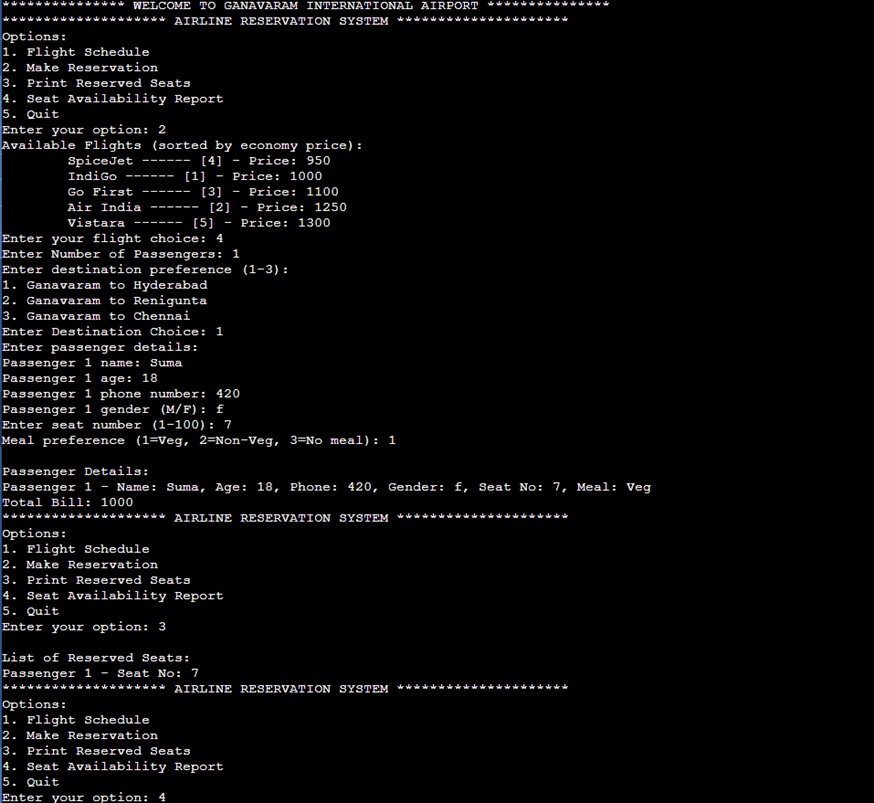 *************** WELCOME TO GANAVARAM INTERNATIONAL AIRPORT ***************
******************** AIRLINE RESERVATION SYSTEM *********************
Options:
1. Flight Schedule
2. Make Reservation
3. Print Reserved Seats
4. Seat Availability Report
5. Quit
Enter your option: 2
Available Flights (sorted by economy price):
        SpiceJet ------ [4] - Price: 950
        IndiGo ------ [1] - Price: 1000
        Go First ------ [3] - Price: 1100
        Air India ------ [2] - Price: 1250
        Vistara ------ [5] - Price: 1300
Enter your flight choice: 4
Enter Number of Passengers: 1
Enter destination preference (1-3):
1. Ganavaram to Hyderabad
2. Ganavaram to Renigunta
3. Ganavaram to Chennai
Enter Destination Choice: 1
Enter passenger details:
Passenger 1 name: Suma
Passenger 1 age: 18
Passenger 1 phone number: 420
Passenger 1 gender (M/F): f
Enter seat number (1-100): 7
Meal preference (1=Veg, 2=Non-Veg, 3=No meal): 1

Passenger Details:
Passenger 1 - Name: Suma, Age: 18, Phone: 420, Gender: f, Seat No: 7, Meal: Veg
Total Bill: 1000
******************** AIRLINE RESERVATION SYSTEM *********************
Options:
1. Flight Schedule
2. Make Reservation
3. Print Reserved Seats
4. Seat Availability Report
5. Quit
Enter your option: 3

List of Reserved Seats:
Passenger 1 - Seat No: 7
******************** AIRLINE RESERVATION SYSTEM *********************
Options:
1. Flight Schedule
2. Make Reservation
3. Print Reserved Seats
4. Seat Availability Report
5. Quit
Enter your option: 4